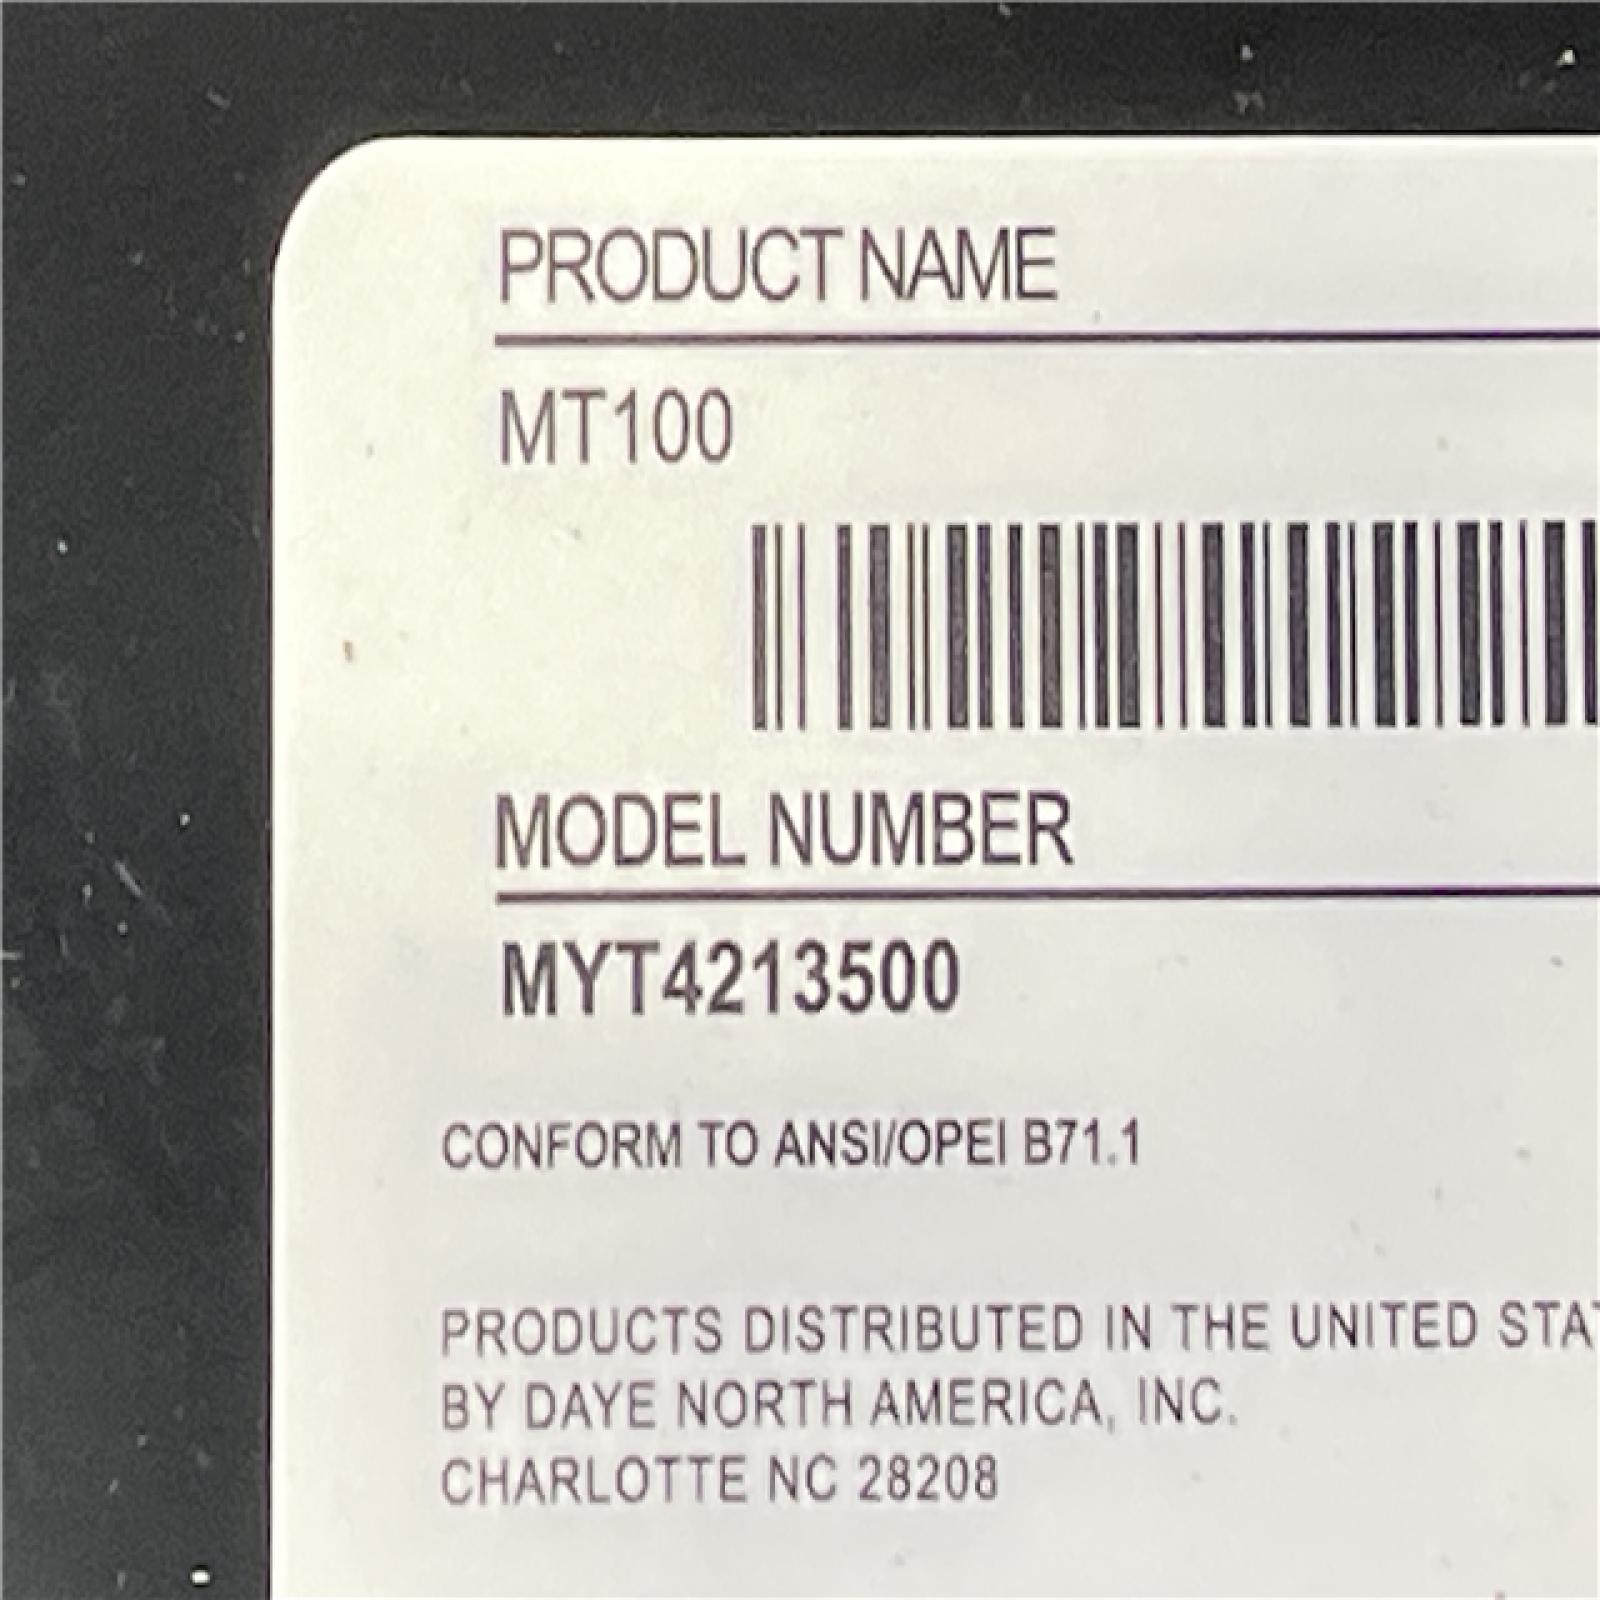 PRODUCT NAME
MT100
MODEL NUMBER
MYT4213500
CONFORM TO ANSI/OPEI B71.1
PRODUCTS DISTRIBUTED IN THE UNITED STA
BY DAYE NORTH AMERICA, INC.
CHARLOTTE NC 28208